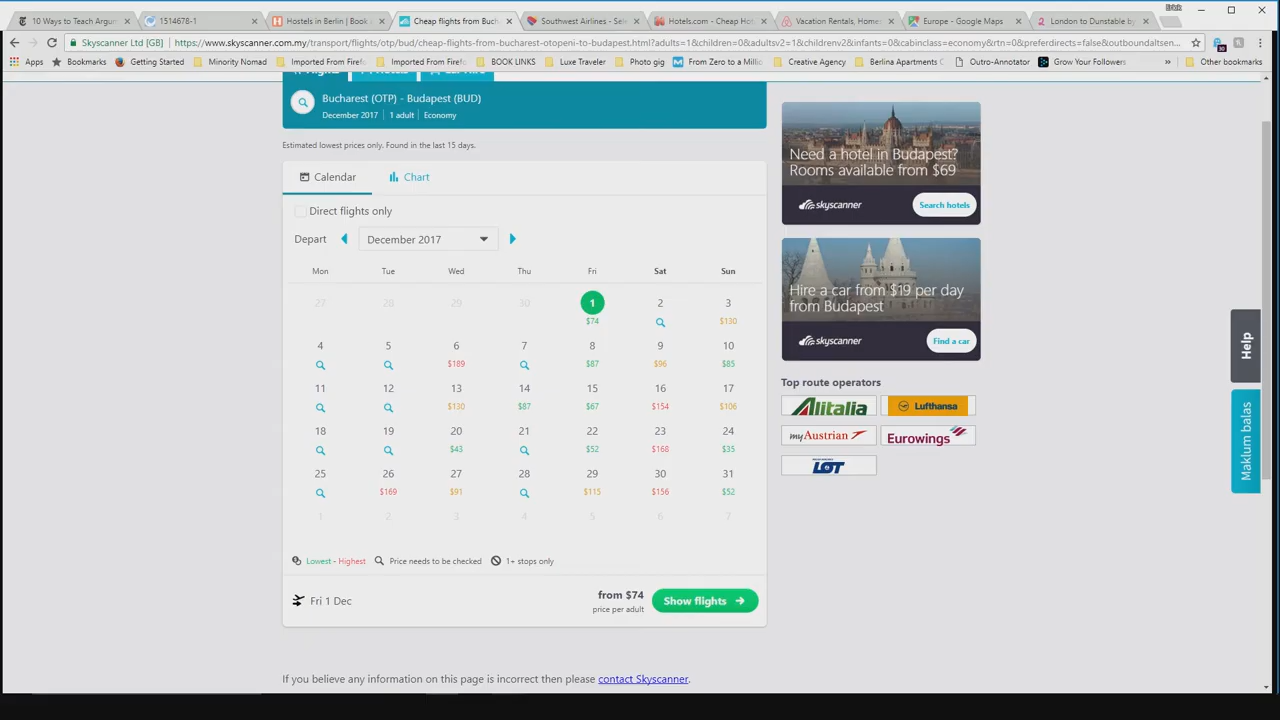 10 Ways to Teach Argum
1514678-1
Hostels in Berlin | Book a
Cheap flights from Buch
Southwest Airlines - Sele
Hotels.com - Cheap Hot
Vacation Rentals, Home
Europe - Google Maps
London to Dunstable by
Skyscanner Ltd [GB] https://www.skyscanner.com.my/transport/flights/otp/bud/cheap-flights-from-bucharest-otopeni-to-budapest.html?adults=1&children=0&adultsv2=1&childrenv2&infants=0&cabinclass=economy&rtn=0&preferdirects=false&outboundaltsen...
Apps Bookmarks Getting Started Minority Nomad Imported From Firefo Imported From Firefo BOOK LINKS Luxe Traveler Photo gig From Zero to a Millio Creative Agency Berlina Apartments C Outro-Annotator Grow Your Followers » Other bookmarks
Bucharest (OTP) - Budapest (BUD)
December 2017 | 1 adult | Economy
Estimated lowest prices only. Found in the last 15 days.
Calendar Chart
Direct flights only
Depart December 2017
Mon Tue Wed Thu Fri Sat Sun
27 28 29 30 1 2 3
$74 $130
4 5 6 7 8 9 10
$189 $87 $96 $85
11 12 13 14 15 16 17
$130 $87 $67 $154 $106
18 19 20 21 22 23 24
$43 $52 $168 $35
25 26 27 28 29 30 31
$169 $91 $115 $156 $52
1 2 3 4 5 6 7
Lowest - Highest Price needs to be checked 1+ stops only
Fri 1 Dec
from $74
price per adult
Show flights
If you believe any information on this page is incorrect then please contact Skyscanner.
Need a hotel in Budapest?
Rooms available from $69
skyscanner
Search hotels
Hire a car from $19 per day
from Budapest
skyscanner
Find a car
Top route operators
Alitalia
Lufthansa
myAustrian
Eurowings
LOT
Help
Maklum balas